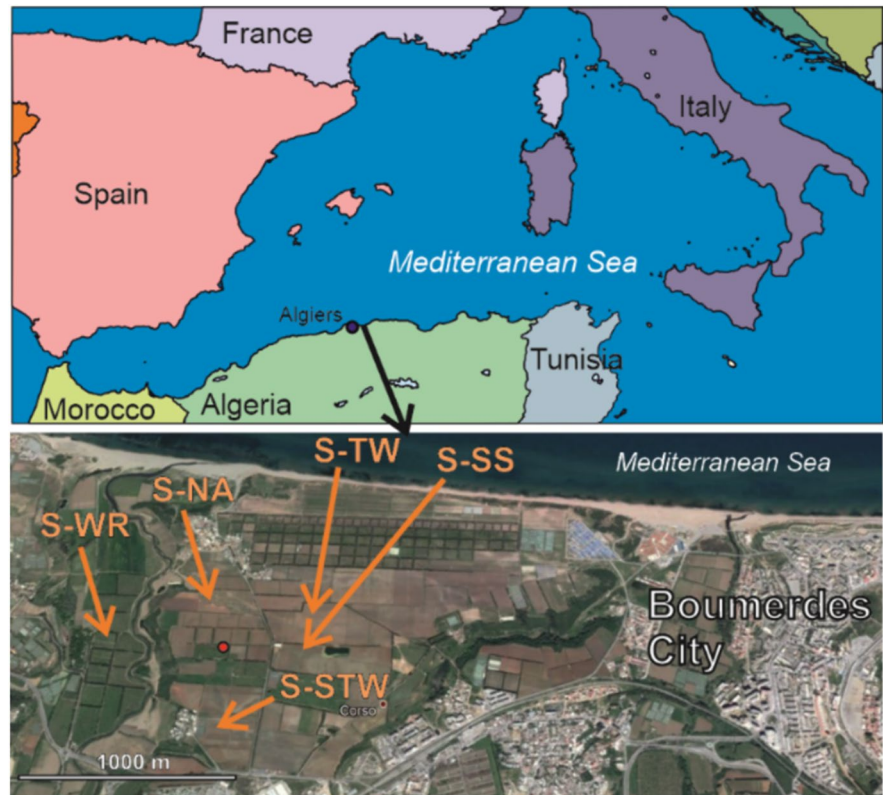 France
Italy
Spain
Mediterranean Sea
Algiers
Tunisia
Morocco
Algeria
S-TW
S-SS
Mediterranean Sea
S-NA
S-WR
Boumerdes
City
S-STW
Corso
1000 m